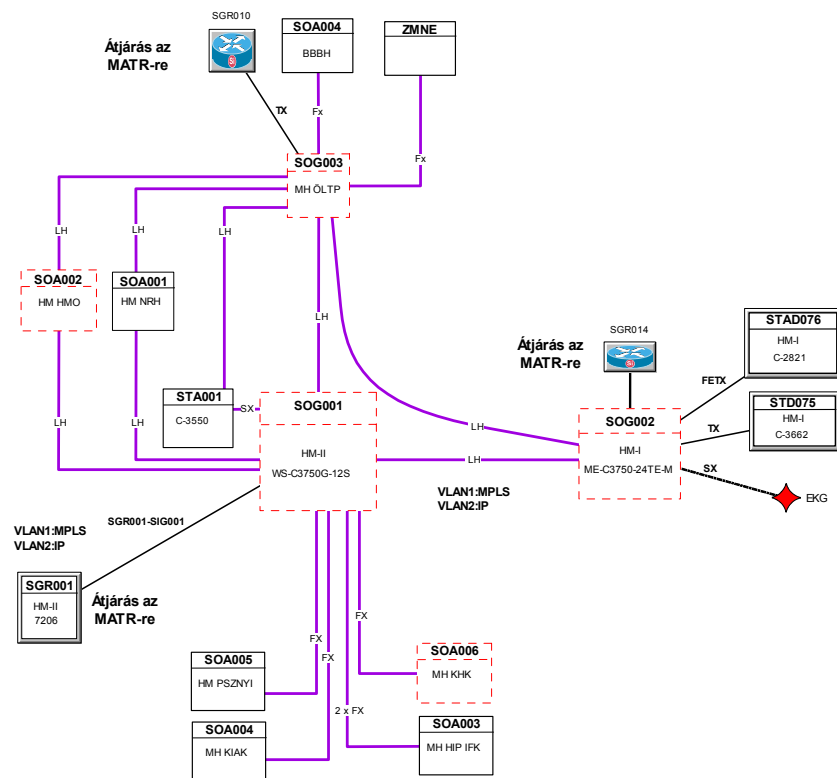 SGR010
SOA004
BBBH
ZMNE
Átjárás az
MATR-re
TX
Fx
Fx
SOG003
MH ÖLTP
LH
LH
LH
SOA002
HM HMO
SOA001
HM NRH
LH
SGR014
Átjárás az
MATR-re
STAD076
HM-I
C-2821
FETX
STA001
C-3550
SX
SOG001
HM-II
WS-C3750G-12S
LH
LH
LH
LH
SOG002
HM-I
ME-C3750-24TE-M
TX
STD075
HM-I
C-3662
SX
EKG
VLAN1:MPLS
VLAN2:IP
SGR001-SIG001
VLAN1:MPLS
VLAN2:IP
SGR001
HM-II
7206
Átjárás az
MATR-re
FX
FX
FX
SOA005
HM PSZNYI
SOA006
MH KHK
2 x FX
SOA004
MH KIAK
SOA003
MH HIP IFK